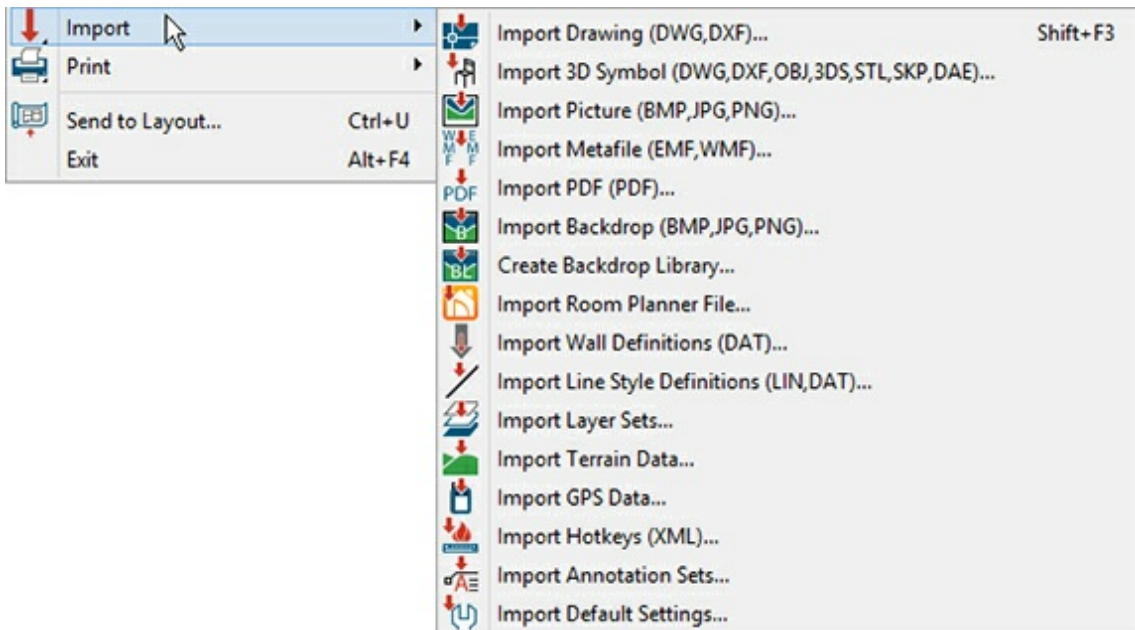 Import
Print
Send to Layout... Ctrl+U
Exit Alt+F4
Import Drawing (DWG,DXF)... Shift+F3
Import 3D Symbol (DWG,DXF,OBJ,3DS,STL,SKP,DAE)...
Import Picture (BMP,JPG,PNG)...
WMF EMF Import Metafile (EMF,WMF)...
PDF Import PDF (PDF)...
B Import Backdrop (BMP,JPG,PNG)...
BL Create Backdrop Library...
Import Room Planner File...
Import Wall Definitions (DAT)...
Import Line Style Definitions (LIN,DAT)...
Import Layer Sets...
Import Terrain Data...
Import GPS Data...
Import Hotkeys (XML)...
A Import Annotation Sets...
Import Default Settings...